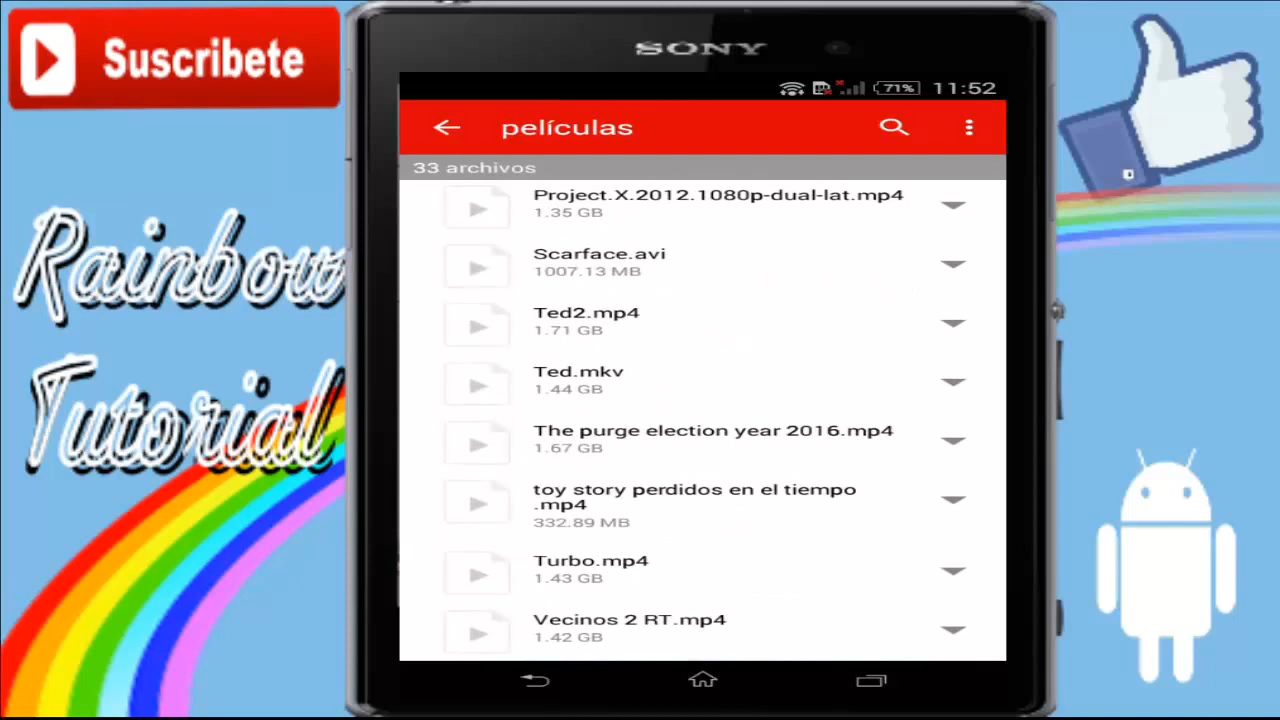 Suscribete
SONY
71% 11:52
películas
33 archivos
Project.X.2012.1080p-dual-lat.mp4
1.35 GB
Scarface.avi
1007.13 MB
Ted2.mp4
1.71 GB
Ted.mkv
1.44 GB
The purge election year 2016.mp4
1.67 GB
toy story perdidos en el tiempo
.mp4
332.89 MB
Turbo.mp4
1.43 GB
Vecinos 2 RT.mp4
1.42 GB
Rainbow
Tutorial